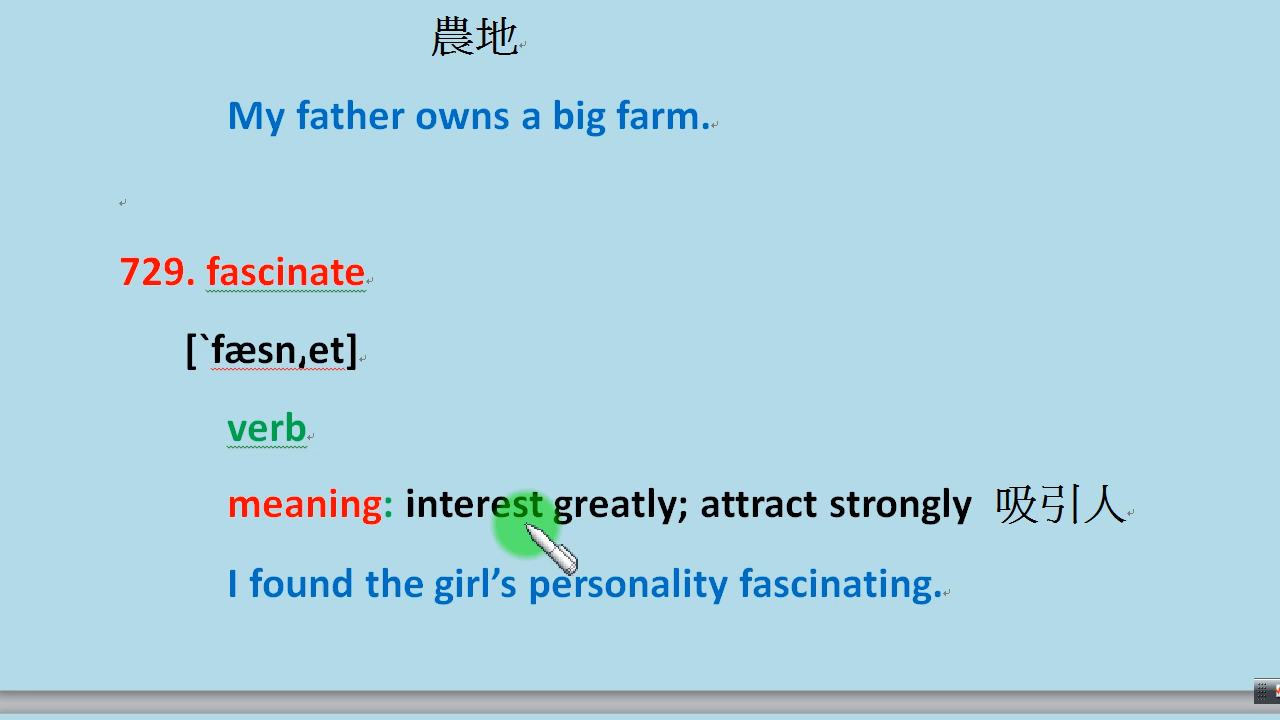 農地
My father owns a big farm.
729. fascinate
[`fæsn͵et]
verb
meaning: interest greatly; attract strongly 吸引人
I found the girl’s personality fascinating.